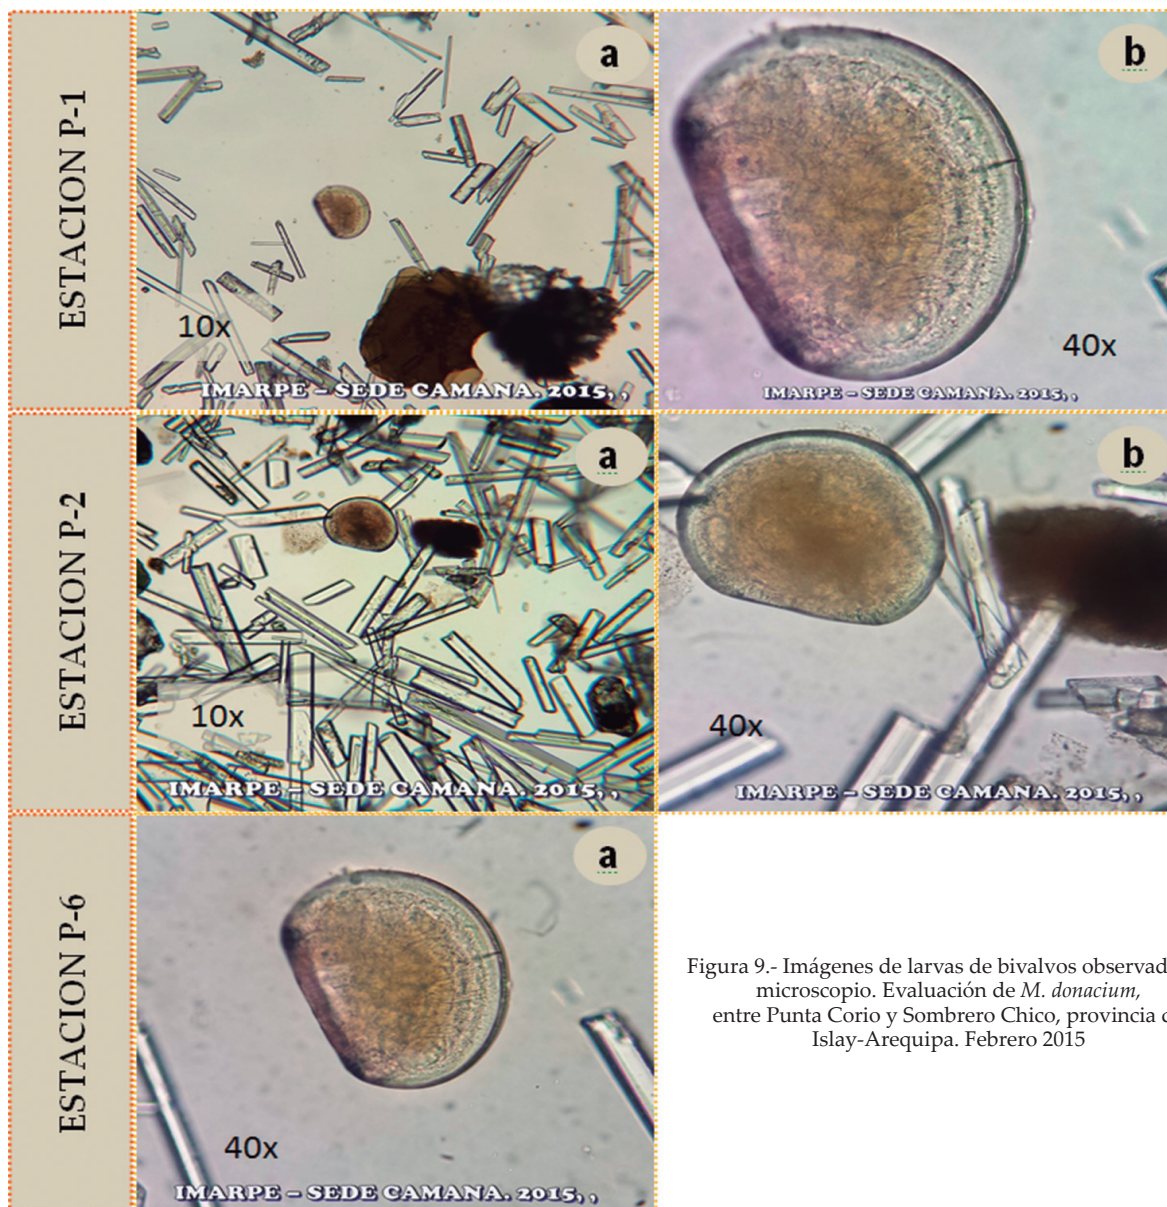 ESTACION P-1
a
10x
IMARPE – SEDE CAMANA. 2015, ,
b
40x
IMARPE – SEDE CAMANA. 2015, ,
ESTACION P-2
a
10x
IMARPE – SEDE CAMANA. 2015, ,
b
40x
IMARPE – SEDE CAMANA. 2015, ,
ESTACION P-6
a
40x
IMARPE – SEDE CAMANA. 2015, ,
Figura 9.- Imágenes de larvas de bivalvos observad
microscopio. Evaluación de M. donacium,
entre Punta Corio y Sombrero Chico, provincia
Islay-Arequipa. Febrero 2015